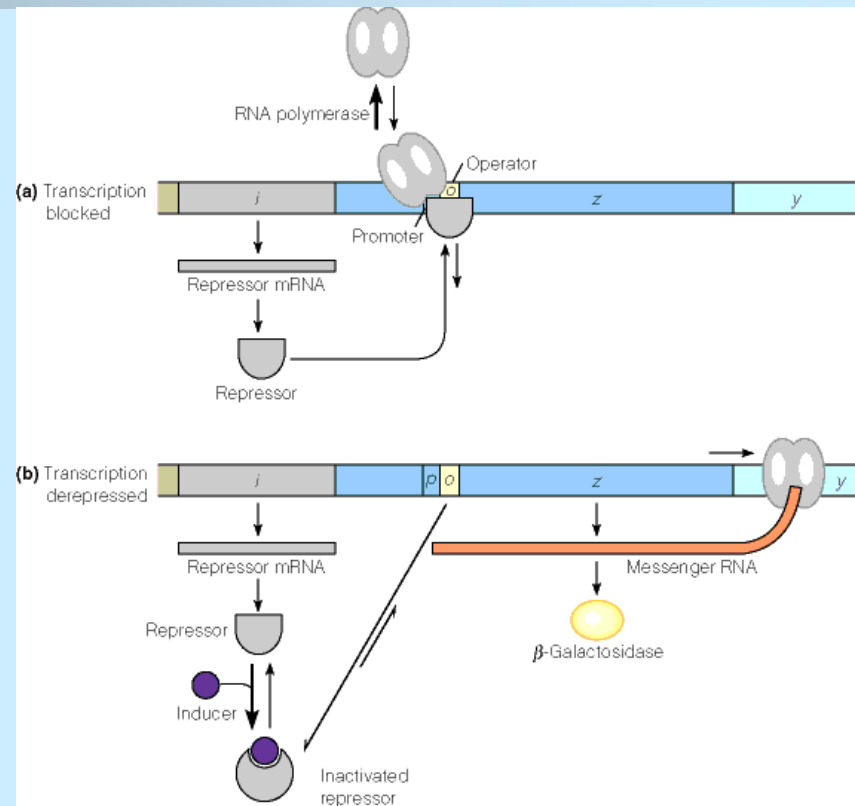 RNA polymerase
Operator
(a) Transcription
blocked
i
o
z
y
Promoter
Repressor mRNA
Repressor
(b) Transcription
derepressed
i
p
o
z
y
Repressor mRNA
Messenger RNA
Repressor
β-Galactosidase
Inducer
Inactivated
repressor